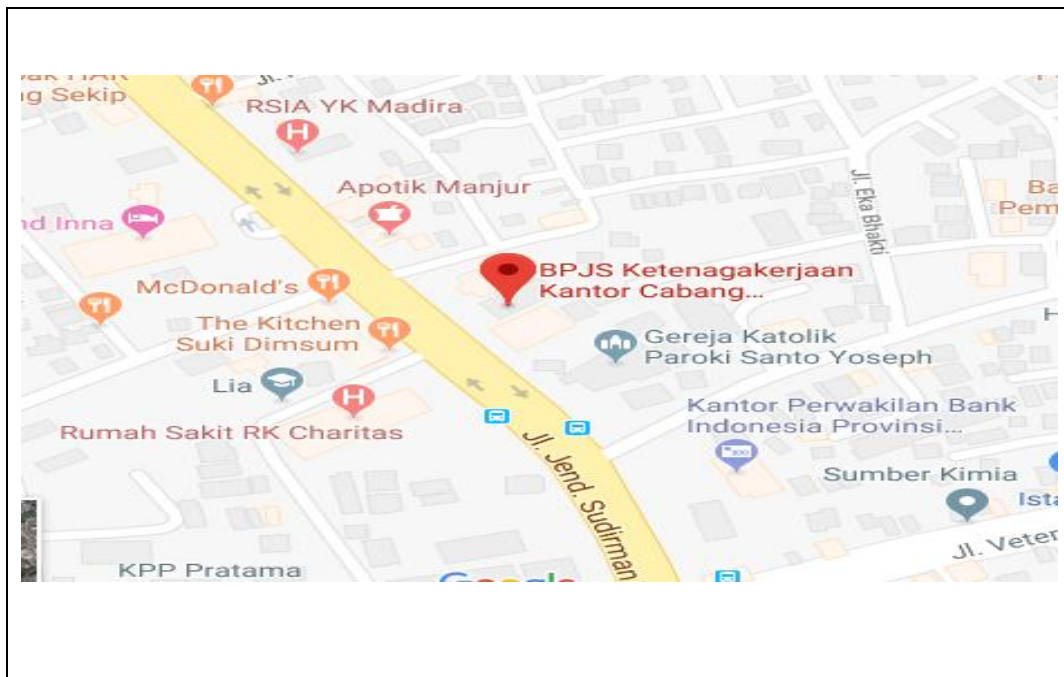 ng Sekip
RSIA YK Madira
Apotik Manjur
Jl. Eka Bhakti
Ba
Pem
nd Inna
BPJS Ketenagakerjaan
Kantor Cabang...
McDonald's
The Kitchen
Suki Dimsum
Gereja Katolik
Paroki Santo Yoseph
H
Lia
Rumah Sakit RK Charitas
Kantor Perwakilan Bank
Indonesia Provinsi...
Jl. Jend. Sudirman
Sumber Kimia
Ista
Jl. Veter
KPP Pratama
Google